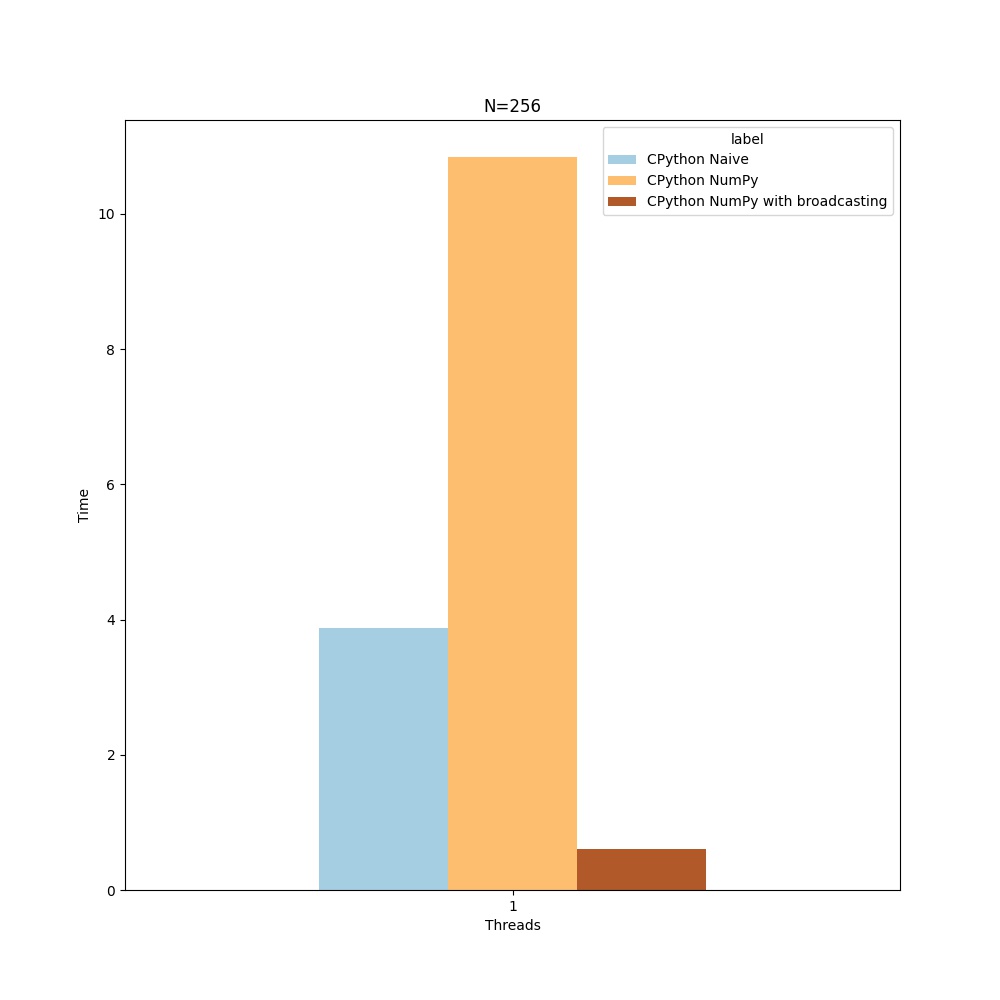 N=256
label
CPython Naive
CPython NumPy
CPython NumPy with broadcasting
10
8
6
4
2
0
Time
1
Threads